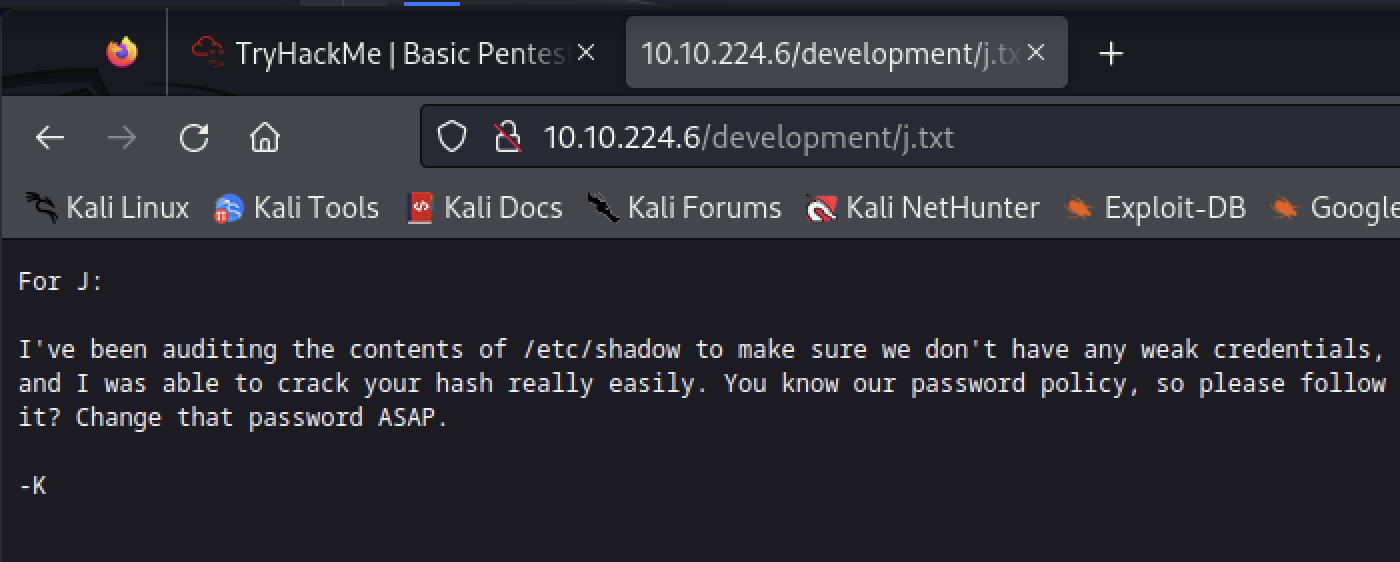 TryHackMe | Basic Pentes
10.10.224.6/development/j.tx
10.10.224.6/development/j.txt
Kali Linux Kali Tools Kali Docs Kali Forums Kali NetHunter Exploit-DB Google
For J:
I've been auditing the contents of /etc/shadow to make sure we don't have any weak credentials,
and I was able to crack your hash really easily. You know our password policy, so please follow
it? Change that password ASAP.
-K